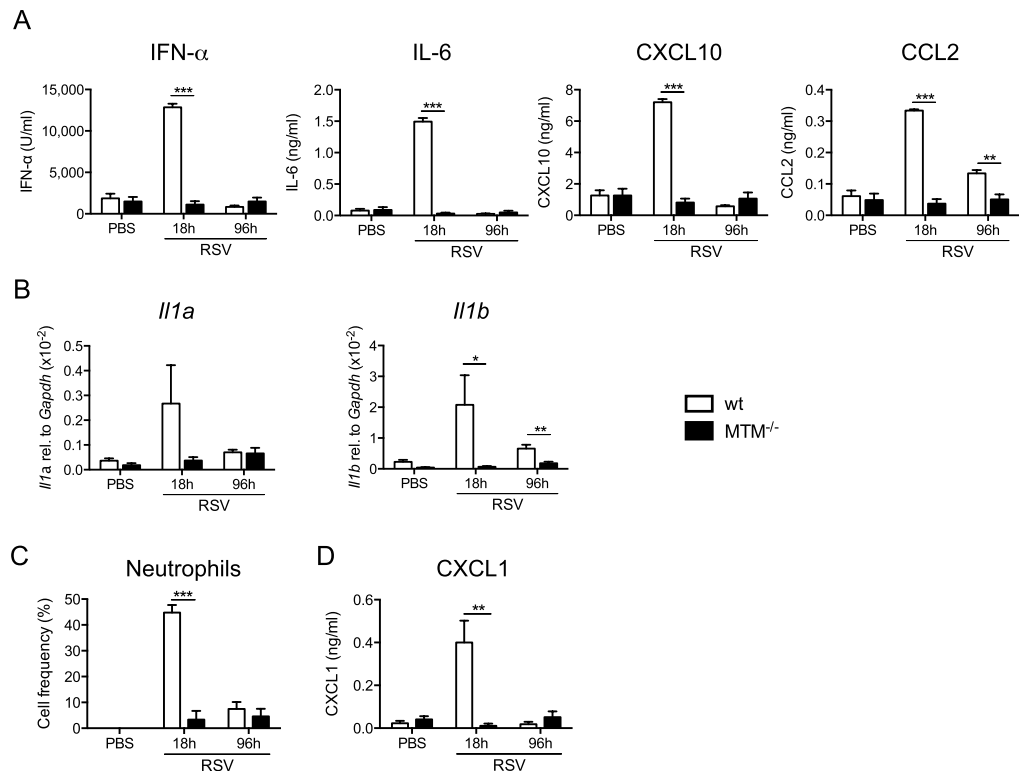 A
IFN-α
IL-6
CXCL10
CCL2
IFN-α (U/ml)
15,000
10,000
5,000
0
***
PBS
18h
96h
RSV
IL-6 (ng/ml)
2.0
1.5
1.0
0.5
0.0
***
PBS
18h
96h
RSV
CXCL10 (ng/ml)
8
6
4
2
0
***
PBS
18h
96h
RSV
CCL2 (ng/ml)
0.4
0.3
0.2
0.1
0.0
***
**
PBS
18h
96h
RSV
B
Il1a
Il1b
Il1a rel. to Gapdh (x10-2)
0.5
0.4
0.3
0.2
0.1
0.0
PBS
18h
96h
RSV
Il1b rel. to Gapdh (x10-2)
4
3
2
1
0
*
**
PBS
18h
96h
RSV
wt
MTM-/-
C
Neutrophils
Cell frequency (%)
50
40
30
20
10
0
***
PBS
18h
96h
RSV
D
CXCL1
CXCL1 (ng/ml)
0.6
0.4
0.2
0.0
**
PBS
18h
96h
RSV